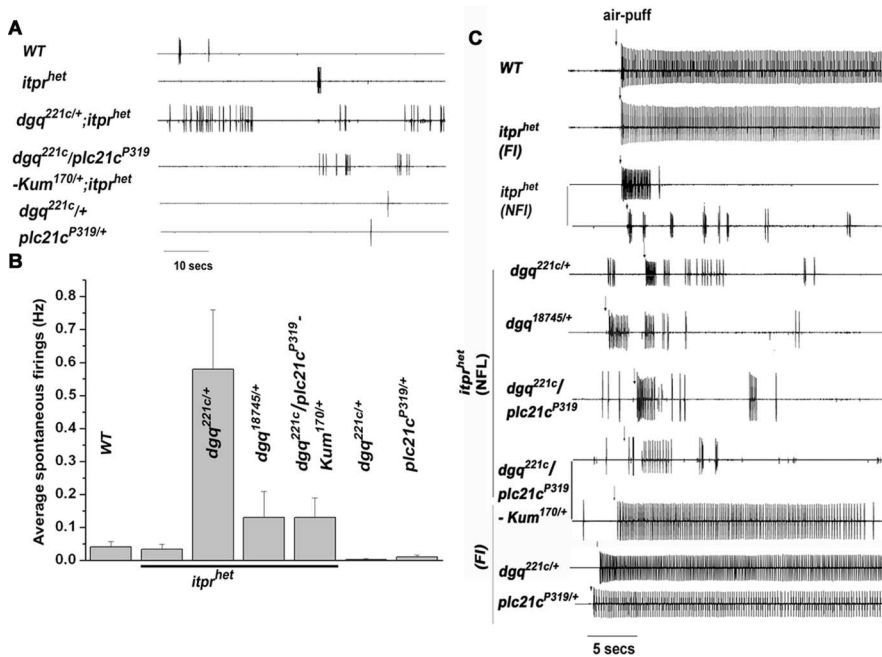 A
WT
itpr^het
dgq^221c/+;itpr^het
dgq^221c/plc21c^P319
-Kum^170/+;itpr^het
dgq^221c/+
plc21c^P319/+
10 secs
B
Average spontaneous firings (Hz)
0.8
0.7
0.6
0.5
0.4
0.3
0.2
0.1
0.0
WT
dgq^221c/+
dgq^18745/+
dgq^221c/plc21c^P319-
Kum^170/+
dgq^221c/+
plc21c^P319/+
itpr^het
C
air-puff
WT
itpr^het
(FI)
itpr^het
(NFI)
itpr^het
(NFL)
dgq^221c/+
dgq^18745/+
dgq^221c/
plc21c^P319
dgq^221c/
plc21c^P319
- Kum^170/+
(FI)
dgq^221c/+
plc21c^P319/+
5 secs